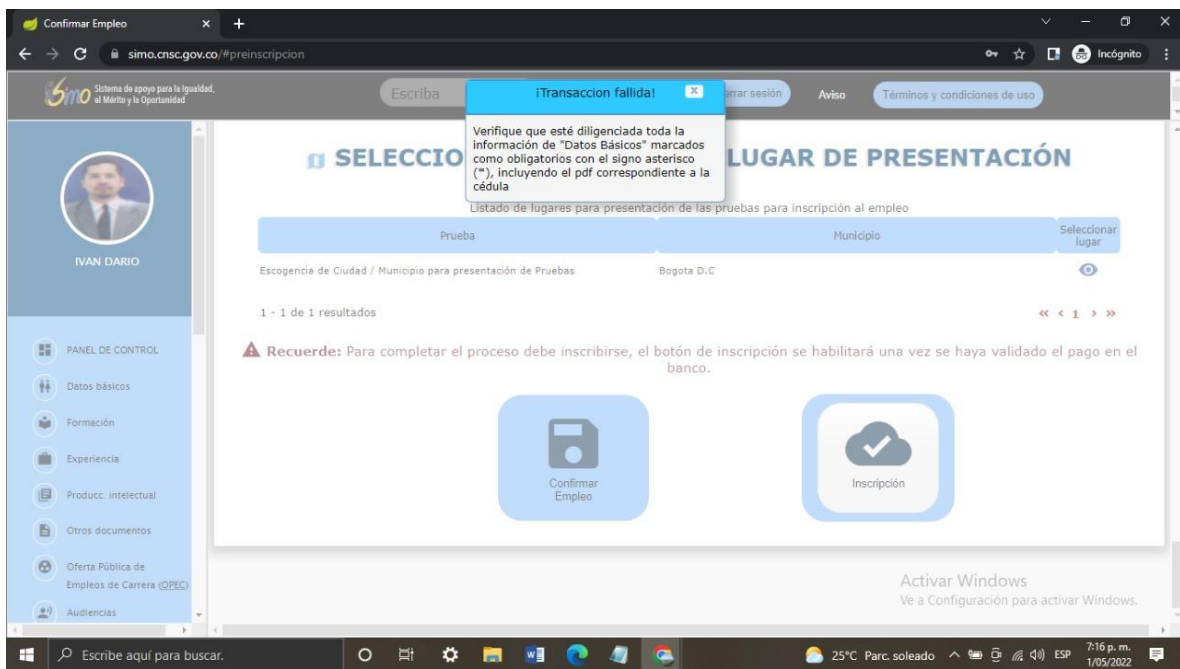 Confirmar Empleo
simo.cnsc.gov.co/#preinscripcion
Incógnito
Simo Sistema de apoyo para la Igualdad,
el Mérito y la Oportunidad
Escriba
errar sesión
Aviso
Términos y condiciones de uso
¡Transaccion fallida!
Verifique que esté diligenciada toda la
información de "Datos Básicos" marcados
como obligatorios con el signo asterisco
(*), incluyendo el pdf correspondiente a la
cédula
SELECCIO LUGAR DE PRESENTACIÓN
Listado de lugares para presentación de las pruebas para inscripción al empleo
Prueba Municipio Seleccionar
lugar
Escogencia de Ciudad / Municipio para presentación de Pruebas Bogota D.C
1 - 1 de 1 resultados
« ‹ 1 › »
Recuerde: Para completar el proceso debe inscribirse, el botón de inscripción se habilitará una vez se haya validado el pago en el
banco.
Confirmar
Empleo
Inscripción
IVAN DARIO
PANEL DE CONTROL
Datos básicos
Formación
Experiencia
Producc. intelectual
Otros documentos
Oferta Pública de
Empleos de Carrera (OPEC)
Audiencias
Activar Windows
Ve a Configuración para activar Windows.
Escribe aquí para buscar.
25°C Parc. soleado
ESP
7:16 p. m.
1/05/2022